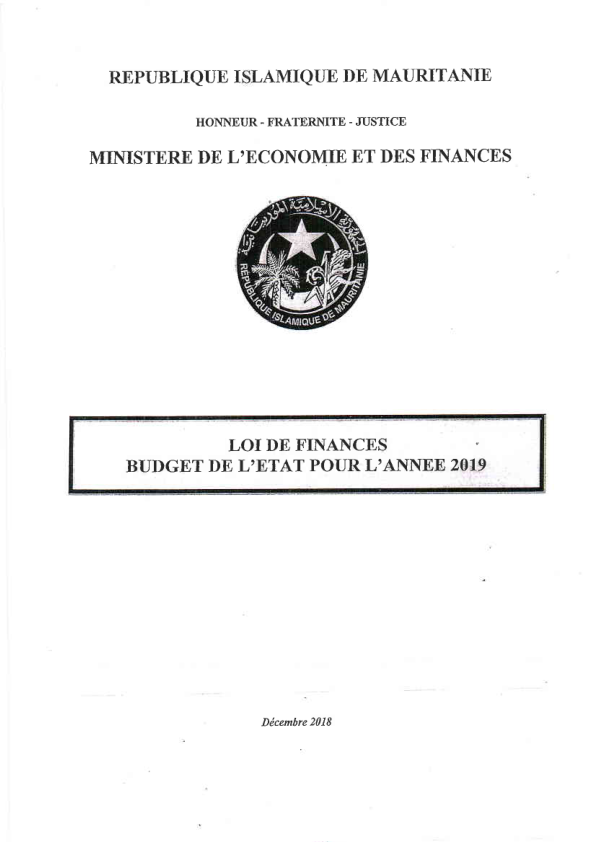 REPUBLIQUE ISLAMIQUE DE MAURITANIE
HONNEUR - FRATERNITE - JUSTICE
MINISTERE DE L'ECONOMIE ET DES FINANCES
الجمهورية الإسلامية الموريتانية
RÉPUBLIQUE ISLAMIQUE DE MAURITANIE
LOI DE FINANCES
BUDGET DE L'ETAT POUR L'ANNEE 2019
Décembre 2018